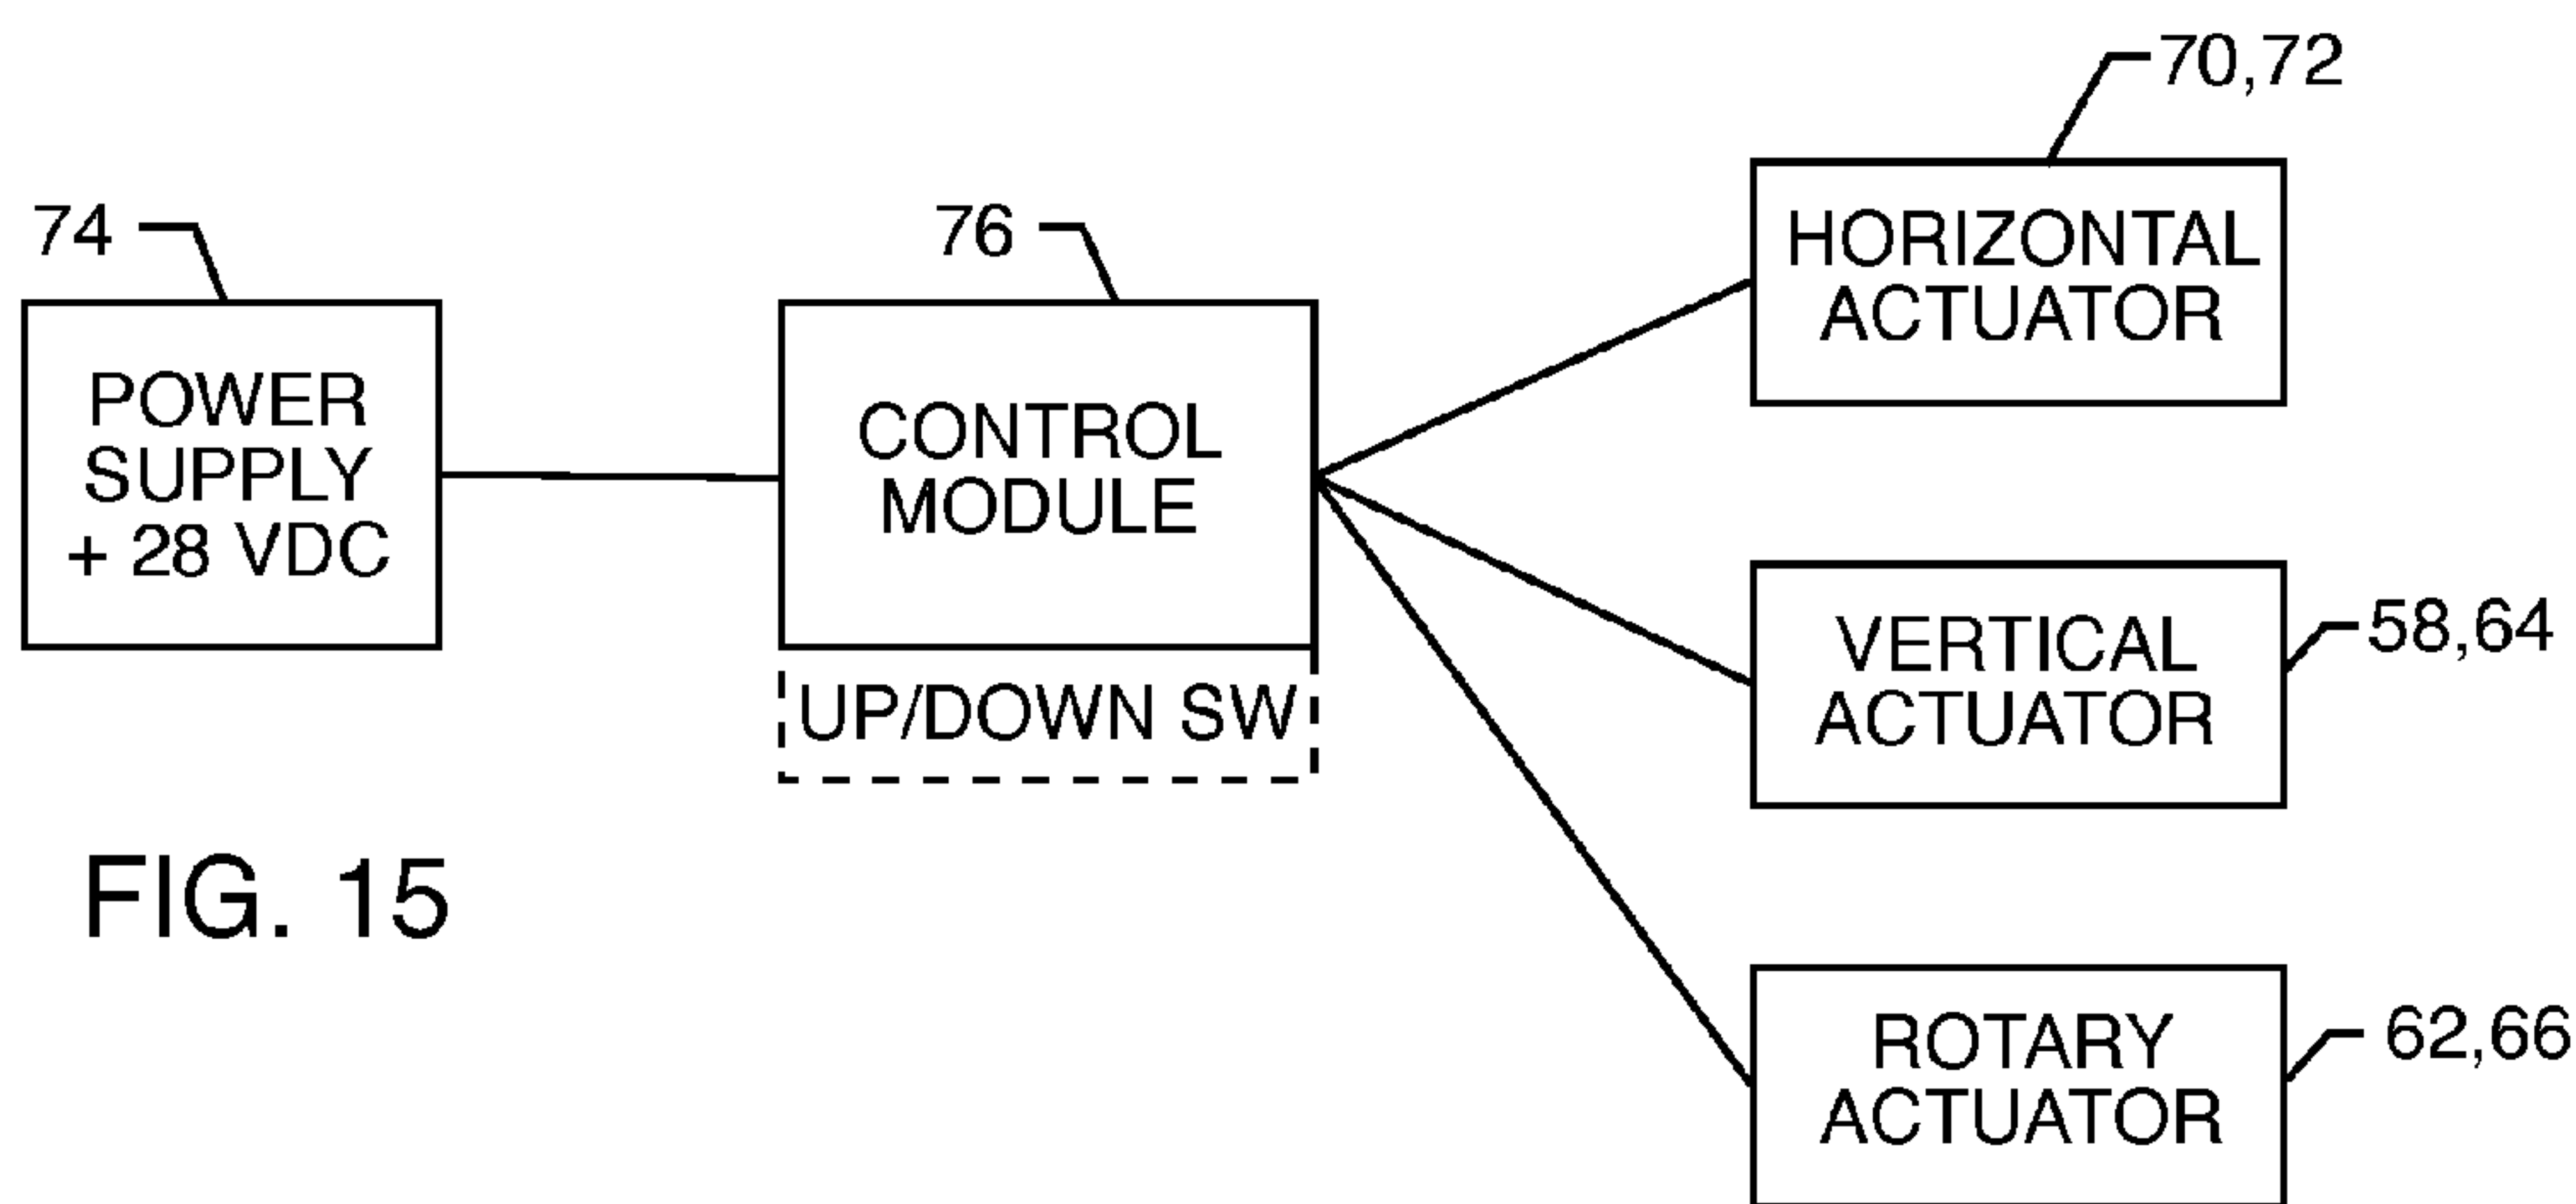 70,72
74
76
HORIZONTAL
ACTUATOR
POWER
SUPPLY
+ 28 VDC
CONTROL
MODULE
UP/DOWN SW
VERTICAL
ACTUATOR
58,64
FIG. 15
ROTARY
ACTUATOR
62,66